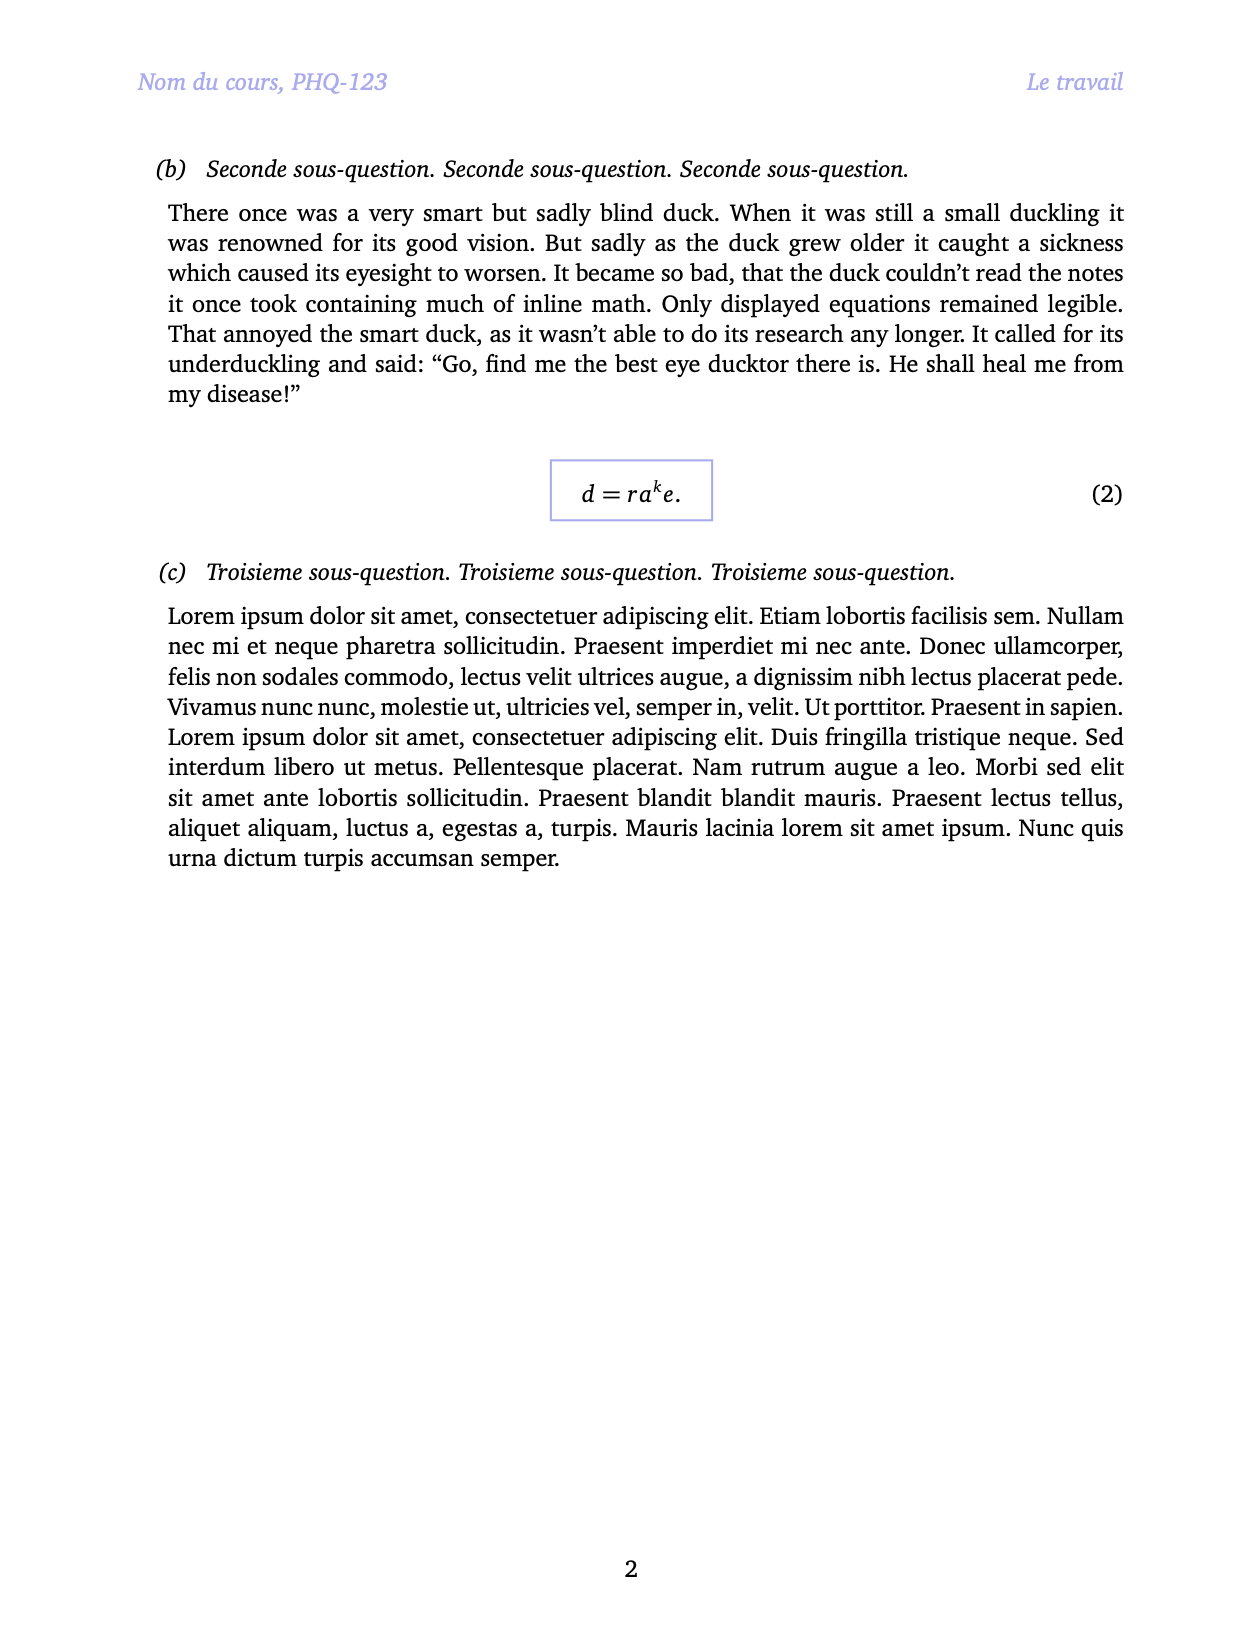 Nom du cours, PHQ-123 Le travail
(b) Seconde sous-question. Seconde sous-question. Seconde sous-question.
There once was a very smart but sadly blind duck. When it was still a small duckling it
was renowned for its good vision. But sadly as the duck grew older it caught a sickness
which caused its eyesight to worsen. It became so bad, that the duck couldn’t read the notes
it once took containing much of inline math. Only displayed equations remained legible.
That annoyed the smart duck, as it wasn’t able to do its research any longer. It called for its
underduckling and said: “Go, find me the best eye ducktor there is. He shall heal me from
my disease!”
d = ra^k e. (2)
(c) Troisieme sous-question. Troisieme sous-question. Troisieme sous-question.
Lorem ipsum dolor sit amet, consectetuer adipiscing elit. Etiam lobortis facilisis sem. Nullam
nec mi et neque pharetra sollicitudin. Praesent imperdiet mi nec ante. Donec ullamcorper,
felis non sodales commodo, lectus velit ultrices augue, a dignissim nibh lectus placerat pede.
Vivamus nunc nunc, molestie ut, ultricies vel, semper in, velit. Ut porttitor. Praesent in sapien.
Lorem ipsum dolor sit amet, consectetuer adipiscing elit. Duis fringilla tristique neque. Sed
interdum libero ut metus. Pellentesque placerat. Nam rutrum augue a leo. Morbi sed elit
sit amet ante lobortis sollicitudin. Praesent blandit blandit mauris. Praesent lectus tellus,
aliquet aliquam, luctus a, egestas a, turpis. Mauris lacinia lorem sit amet ipsum. Nunc quis
urna dictum turpis accumsan semper.
2